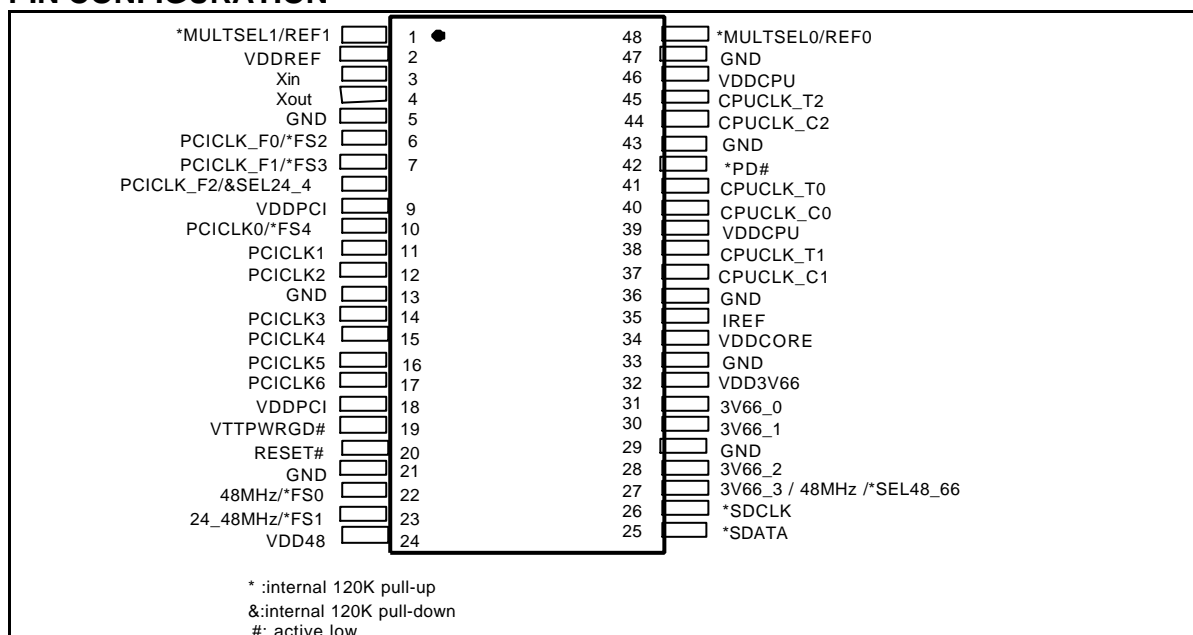 PIN CONFIGURATION
*MULTSEL1/REF1 1 48 *MULTSEL0/REF0
VDDREF 2 47 GND
Xin 3 46 VDDCPU
Xout 4 45 CPUCLK_T2
GND 5 44 CPUCLK_C2
PCICLK_F0/*FS2 6 43 GND
PCICLK_F1/*FS3 7 42 *PD#
PCICLK_F2/&SEL24_4 41 CPUCLK_T0
VDDPCI 9 40 CPUCLK_C0
PCICLK0/*FS4 10 39 VDDCPU
PCICLK1 11 38 CPUCLK_T1
PCICLK2 12 37 CPUCLK_C1
GND 13 36 GND
PCICLK3 14 35 IREF
PCICLK4 15 34 VDDCORE
PCICLK5 16 33 GND
PCICLK6 17 32 VDD3V66
VDDPCI 18 31 3V66_0
VTTPWRGD# 19 30 3V66_1
RESET# 20 29 GND
GND 21 28 3V66_2
48MHz/*FS0 22 27 3V66_3 / 48MHz /*SEL48_66
24_48MHz/*FS1 23 26 *SDCLK
VDD48 24 25 *SDATA
* :internal 120K pull-up
&:internal 120K pull-down
#: active low